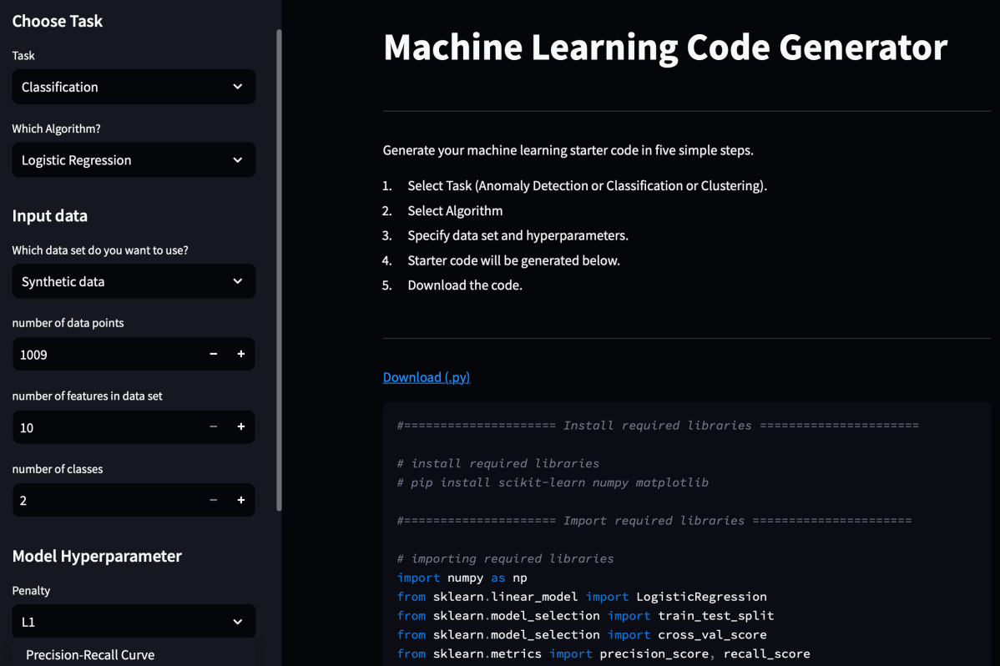 Choose Task
Task
Classification
Which Algorithm?
Logistic Regression
Input data
Which data set do you want to use?
Synthetic data
number of data points
1009
number of features in data set
10
number of classes
2
Model Hyperparameter
Penalty
L1
Precision-Recall Curve
Machine Learning Code Generator
Generate your machine learning starter code in five simple steps.
1. Select Task (Anomaly Detection or Classification or Clustering).
2. Select Algorithm
3. Specify data set and hyperparameters.
4. Starter code will be generated below.
5. Download the code.
Download (.py)
#===================== Install required libraries ======================
# install required libraries
# pip install scikit-learn numpy matplotlib
#===================== Import required libraries ======================
# importing required libraries
import numpy as np
from sklearn.linear_model import LogisticRegression
from sklearn.model_selection import train_test_split
from sklearn.model_selection import cross_val_score
from sklearn.metrics import precision_score, recall_score